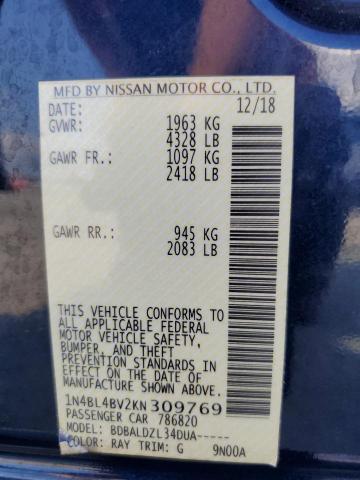 MFD BY NISSAN MOTOR CO., LTD.
DATE: 12/18
GVWR: 1963 KG
4328 LB
GAWR FR.: 1097 KG
2418 LB
GAWR RR.: 945 KG
2083 LB
THIS VEHICLE CONFORMS TO
ALL APPLICABLE FEDERAL
MOTOR VEHICLE SAFETY,
BUMPER, AND THEFT
PREVENTION STANDARDS IN
EFFECT ON THE DATE OF
MANUFACTURE SHOWN ABOVE.
1N4BL4BV2KN309769
PASSENGER CAR 786820
MODEL: BDBALDZL34DUA-----
COLOR: RAY TRIM: G 9N00A